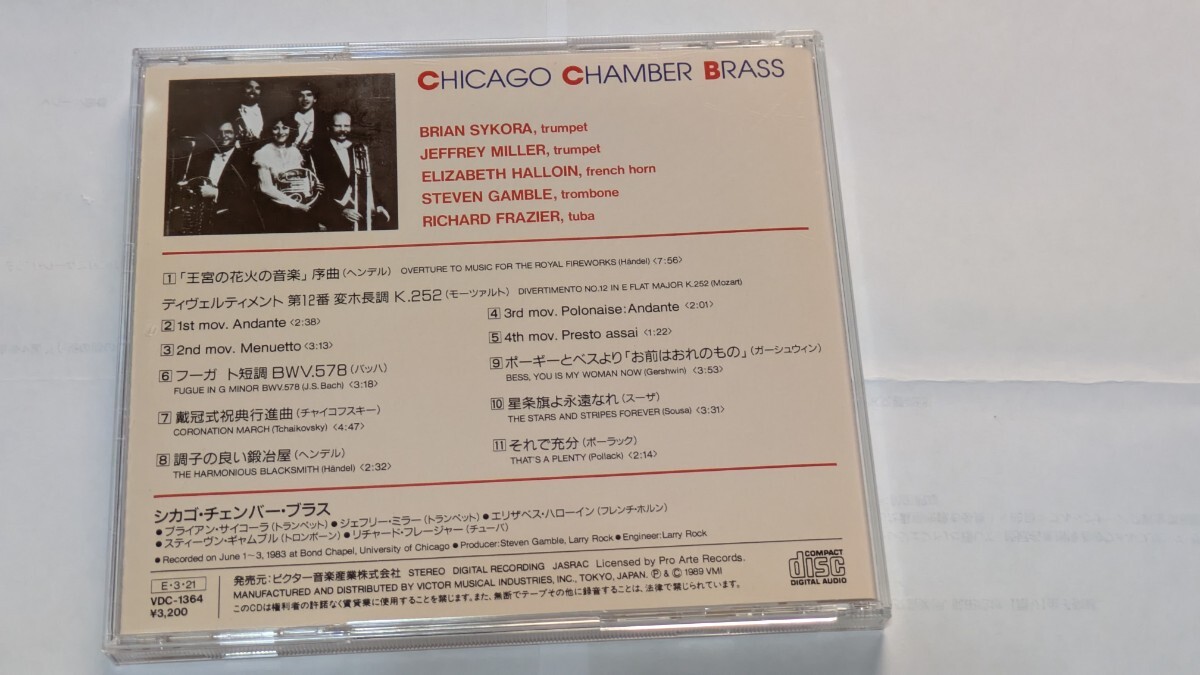 CHICAGO CHAMBER BRASS
BRIAN SYKORA, trumpet
JEFFREY MILLER, trumpet
ELIZABETH HALLOIN, french horn
STEVEN GAMBLE, trombone
RICHARD FRAZIER, tuba
1 「王宮の花火の音楽」序曲(ヘンデル) OVERTURE TO MUSIC FOR THE ROYAL FIREWORKS (Händel) 〈7:56〉
ディヴェルティメント 第12番 変ホ長調 K.252(モーツァルト) DIVERTIMENTO NO.12 IN E FLAT MAJOR K.252 (Mozart)
2 1st mov. Andante 〈2:38〉
3 2nd mov. Menuetto 〈3:13〉
4 3rd mov. Polonaise: Andante 〈2:01〉
5 4th mov. Presto assai 〈1:22〉
6 フーガ ト短調 BWV.578(バッハ)
FUGUE IN G MINOR BWV.578 (J.S. Bach) 〈3:18〉
7 戴冠式祝典行進曲(チャイコフスキー)
CORONATION MARCH (Tchaikovsky) 〈4:47〉
8 調子の良い鍛冶屋(ヘンデル)
THE HARMONIOUS BLACKSMITH (Händel) 〈2:32〉
9 ポーギーとベスより「お前はおれのもの」(ガーシュウィン)
BESS, YOU IS MY WOMAN NOW (Gershwin) 〈3:53〉
10 星条旗よ永遠なれ(スーザ)
THE STARS AND STRIPES FOREVER (Sousa) 〈3:31〉
11 それで充分(ポーラック)
THAT'S A PLENTY (Pollack) 〈2:14〉
シカゴ・チェンバー・ブラス
●ブライアン・サイコーラ(トランペット)●ジェフリー・ミラー(トランペット)●エリザベス・ハローイン(フレンチ・ホルン)
●スティーヴン・ギャムブル(トロンボーン)●リチャード・フレージャー(チューバ)
●Recorded on June 1~3, 1983 at Bond Chapel, University of Chicago ●Producer: Steven Gamble, Larry Rock ●Engineer: Larry Rock
E・3・21
VDC-1364
¥3,200
発売元:ビクター音楽産業株式会社 STEREO DIGITAL RECORDING JASRAC Licensed by Pro Arte Records.
MANUFACTURED AND DISTRIBUTED BY VICTOR MUSICAL INDUSTRIES, INC., TOKYO, JAPAN. Ⓟ & © 1989 VMI
このCDは権利者の許諾なく賃貸業に使用することを禁じます。また、無断でテープその他に録音することは、法律で禁じられています。
COMPACT
disc
DIGITAL AUDIO